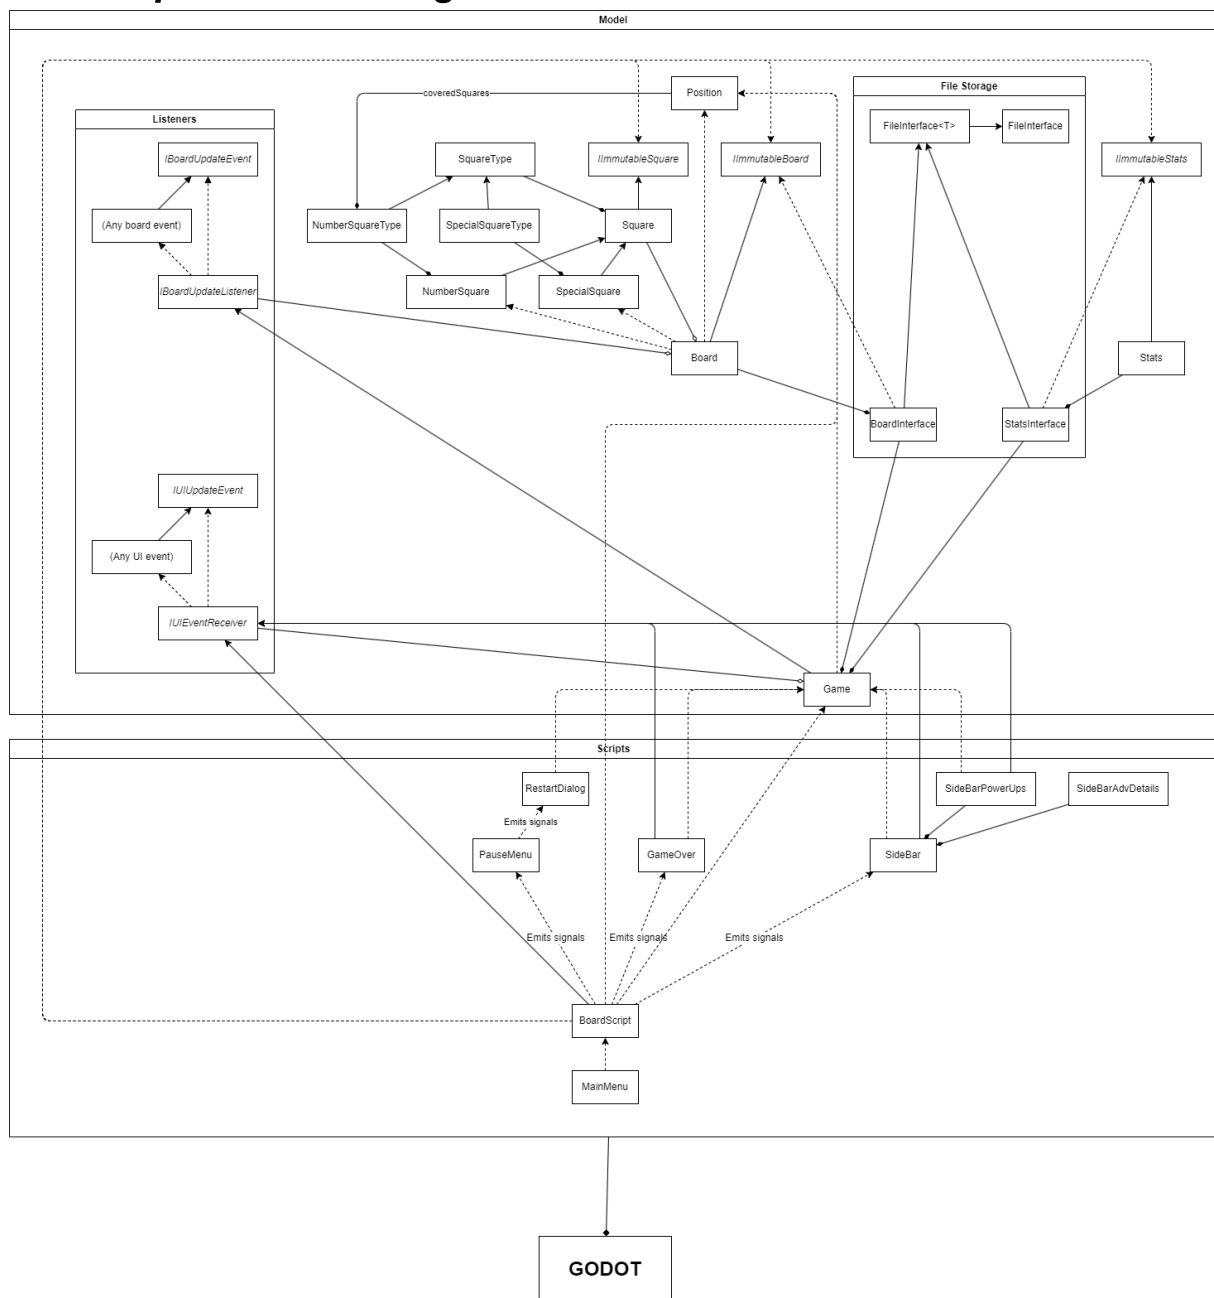 Model
coveredSquares
Position
File Storage
Listeners
FileInterface<T>
FileInterface
IBoardUpdateEvent
SquareType
IImmutableSquare
IImmutableBoard
IImmutableStats
(Any board event)
NumberSquareType
SpecialSquareType
Square
IBoardUpdateListener
NumberSquare
SpecialSquare
Board
Stats
BoardInterface
StatsInterface
IUIUpdateEvent
(Any UI event)
IUIEventReceiver
Game
Scripts
RestartDialog
SideBarPowerUps
SideBarAdvDetails
Emits signals
PauseMenu
GameOver
SideBar
Emits signals
Emits signals
Emits signals
BoardScript
MainMenu
GODOT